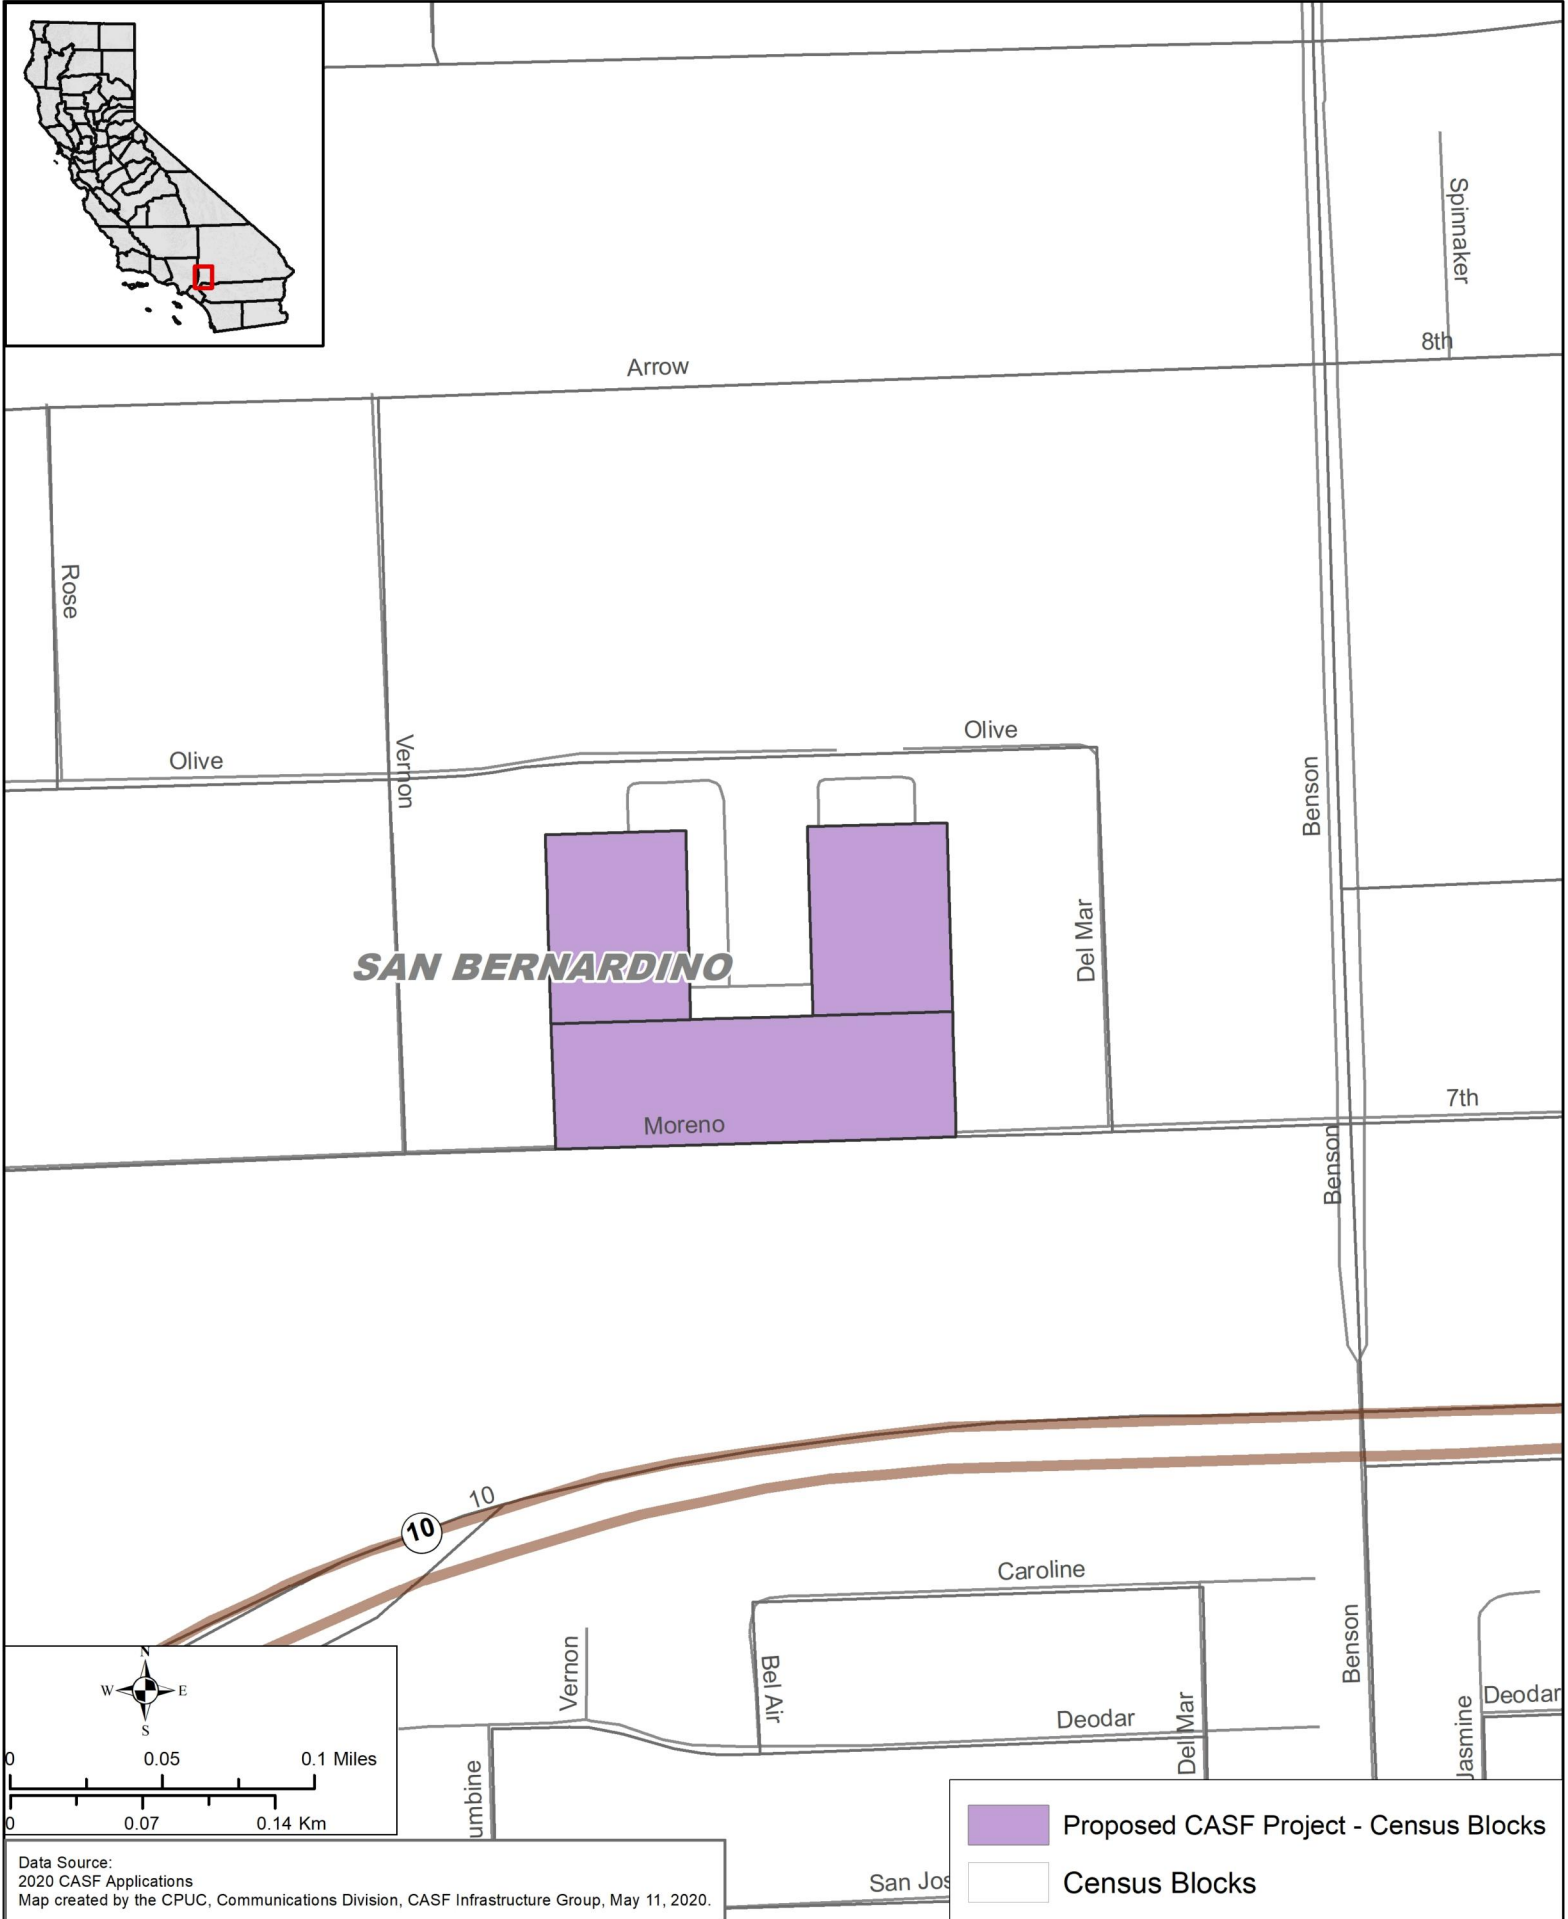 Spinnaker
8th
Arrow
Rose
Olive
Vernon
Olive
Benson
Del Mar
SAN BERNARDINO
Moreno
7th
Benson
10
10
Caroline
Vernon
Bel Air
Deodar
Del Mar
Benson
Jasmine
Deodar
umbine
San Jos
N
W E
S
0 0.05 0.1 Miles
0 0.07 0.14 Km
Proposed CASF Project - Census Blocks
Census Blocks
Data Source:
2020 CASF Applications
Map created by the CPUC, Communications Division, CASF Infrastructure Group, May 11, 2020.